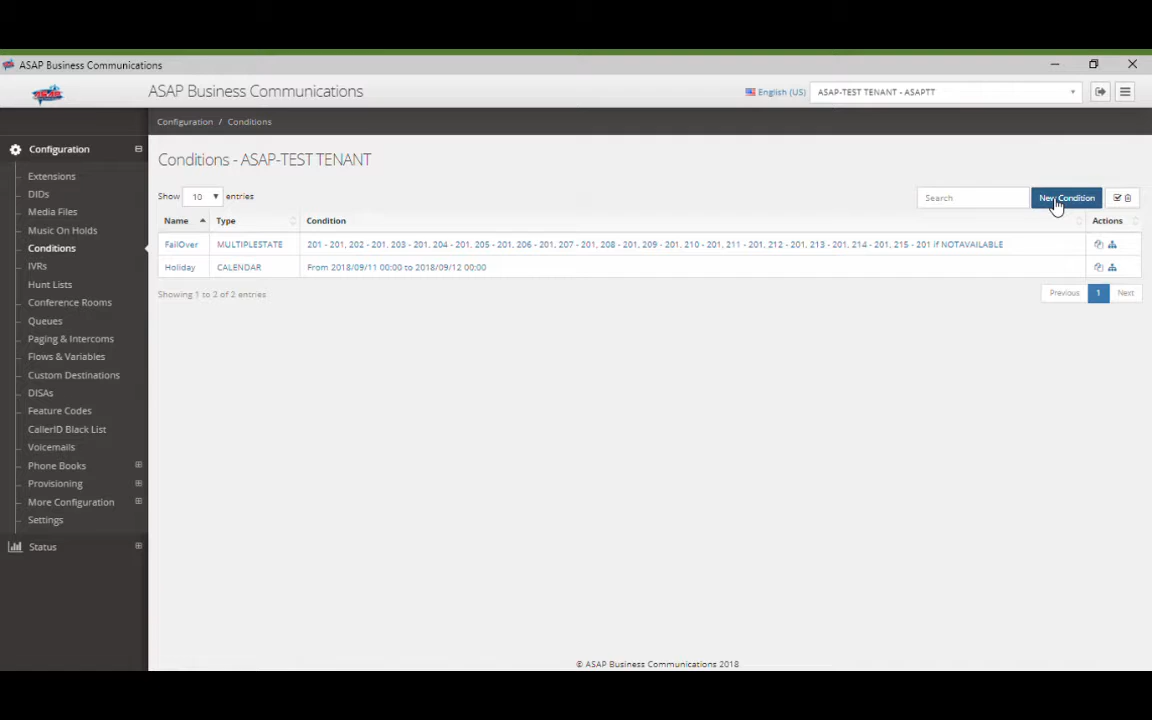 ASAP Business Communications
ASAP Business Communications
English (US)
ASAP-TEST TENANT - ASAPTT
Configuration / Conditions
Configuration
Extensions
DIDs
Media Files
Music On Holds
Conditions
IVRs
Hunt Lists
Conference Rooms
Queues
Paging & Intercoms
Flows & Variables
Custom Destinations
DISAs
Feature Codes
CallerID Black List
Voicemails
Phone Books
Provisioning
More Configuration
Settings
Status
Conditions - ASAP-TEST TENANT
Show 10 entries
Search
New Condition
Name Type Condition Actions
FailOver MULTIPLESTATE 201 - 201, 202 - 201, 203 - 201, 204 - 201, 205 - 201, 206 - 201, 207 - 201, 208 - 201, 209 - 201, 210 - 201, 211 - 201, 212 - 201, 213 - 201, 214 - 201, 215 - 201 if NOTAVAILABLE
Holiday CALENDAR From 2018/09/11 00:00 to 2018/09/12 00:00
Showing 1 to 2 of 2 entries
Previous 1 Next
© ASAP Business Communications 2018